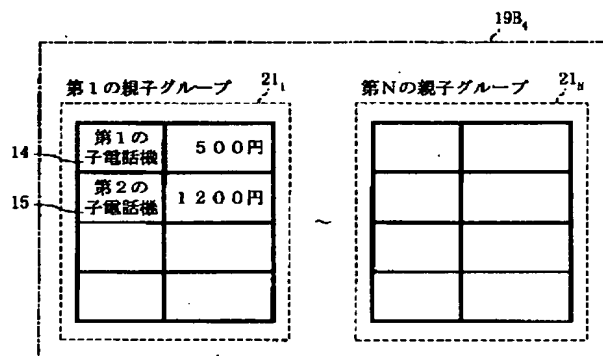 19B4
第1の親子グループ 21₁
第Nの親子グループ 21N
14
第1の
子電話機
500円
15
第2の
子電話機
1200円
~